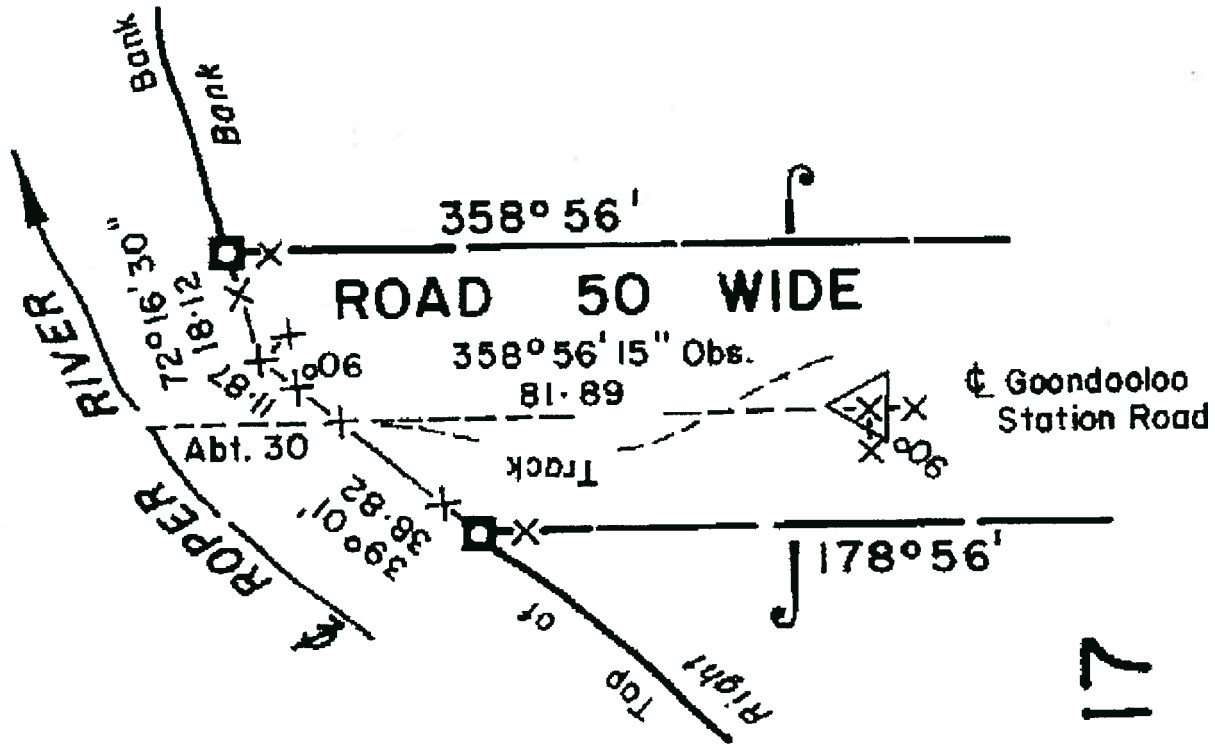 Bank
Bank
358° 56'
ROAD 50 WIDE
72° 16' 30"
18·12
11·87
90°
358° 56' 15" Obs.
81·89
℄ Goondooloo
Station Road
90°
RIVER
Abt. 30
Track
39° 01'
38·82
ROPER
℄
178° 56'
of
Top
Right
17